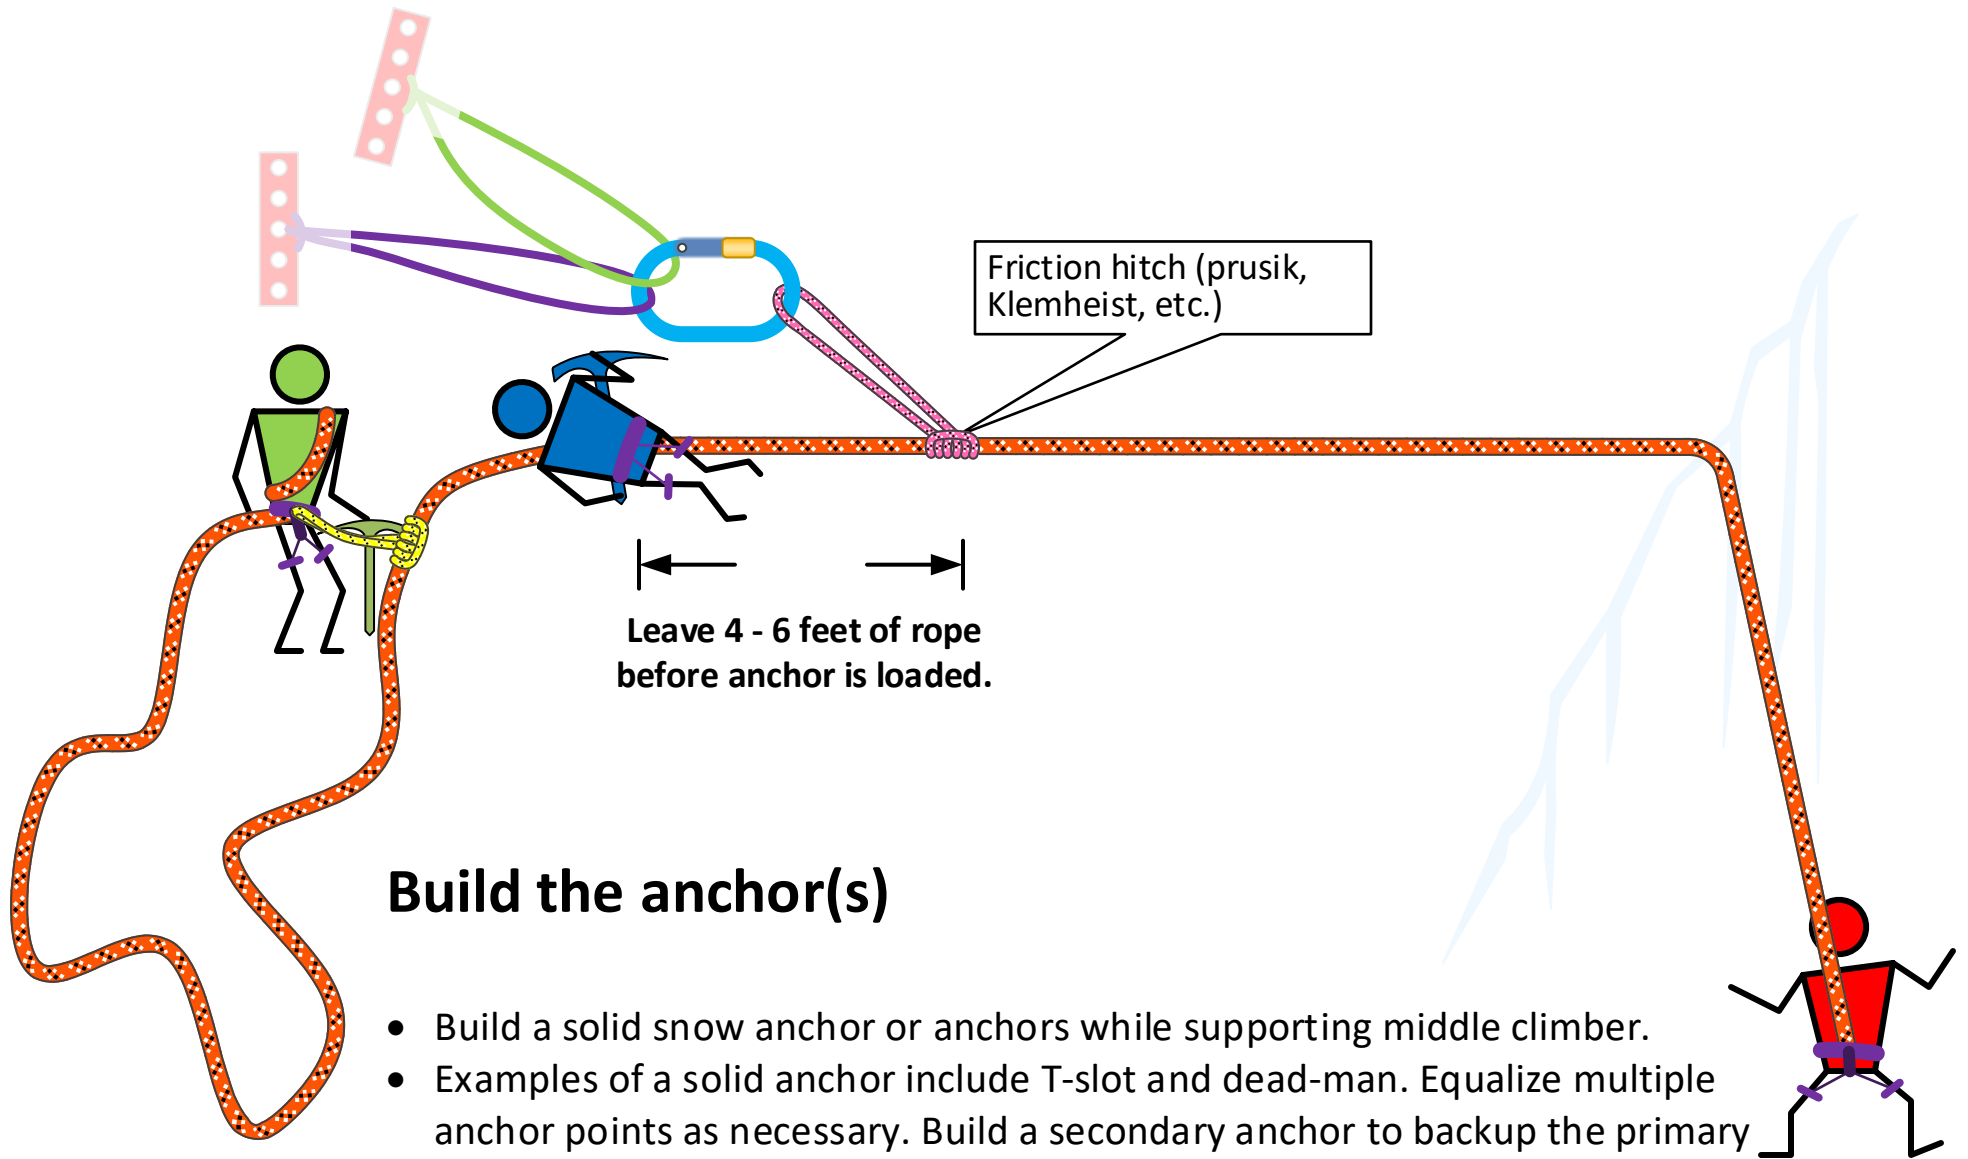 Friction hitch (prusik,
Klemheist, etc.)
Leave 4 - 6 feet of rope
before anchor is loaded.
Build the anchor(s)
• Build a solid snow anchor or anchors while supporting middle climber.
• Examples of a solid anchor include T-slot and dead-man. Equalize multiple
anchor points as necessary. Build a secondary anchor to backup the primary